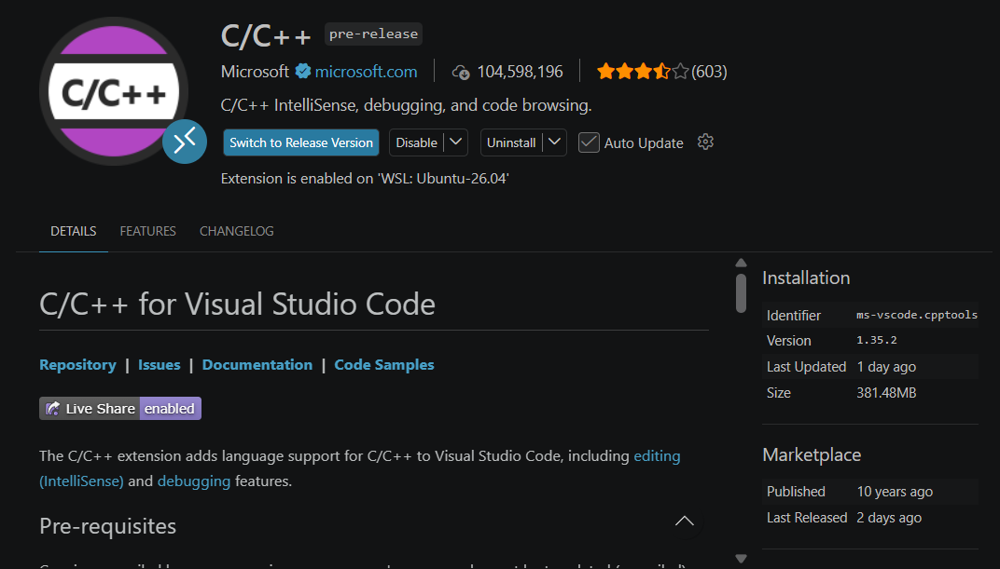 C/C++
C/C++ pre-release
Microsoft microsoft.com 104,598,196 (603)
C/C++ IntelliSense, debugging, and code browsing.
Switch to Release Version Disable Uninstall Auto Update
Extension is enabled on 'WSL: Ubuntu-26.04'
DETAILS FEATURES CHANGELOG
C/C++ for Visual Studio Code
Repository | Issues | Documentation | Code Samples
Live Share enabled
The C/C++ extension adds language support for C/C++ to Visual Studio Code, including editing
(IntelliSense) and debugging features.
Pre-requisites
Installation
Identifier ms-vscode.cpptools
Version 1.35.2
Last Updated 1 day ago
Size 381.48MB
Marketplace
Published 10 years ago
Last Released 2 days ago